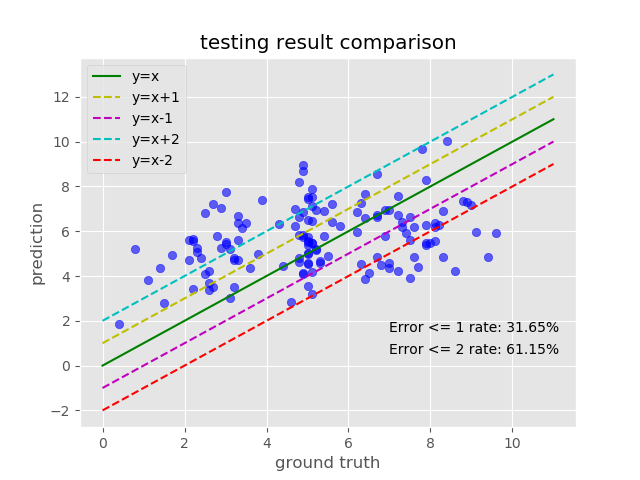 testing result comparison
y=x
y=x+1
y=x-1
y=x+2
y=x-2
12
10
8
6
4
2
0
−2
prediction
Error <= 1 rate: 31.65%
Error <= 2 rate: 61.15%
0
2
4
6
8
10
ground truth